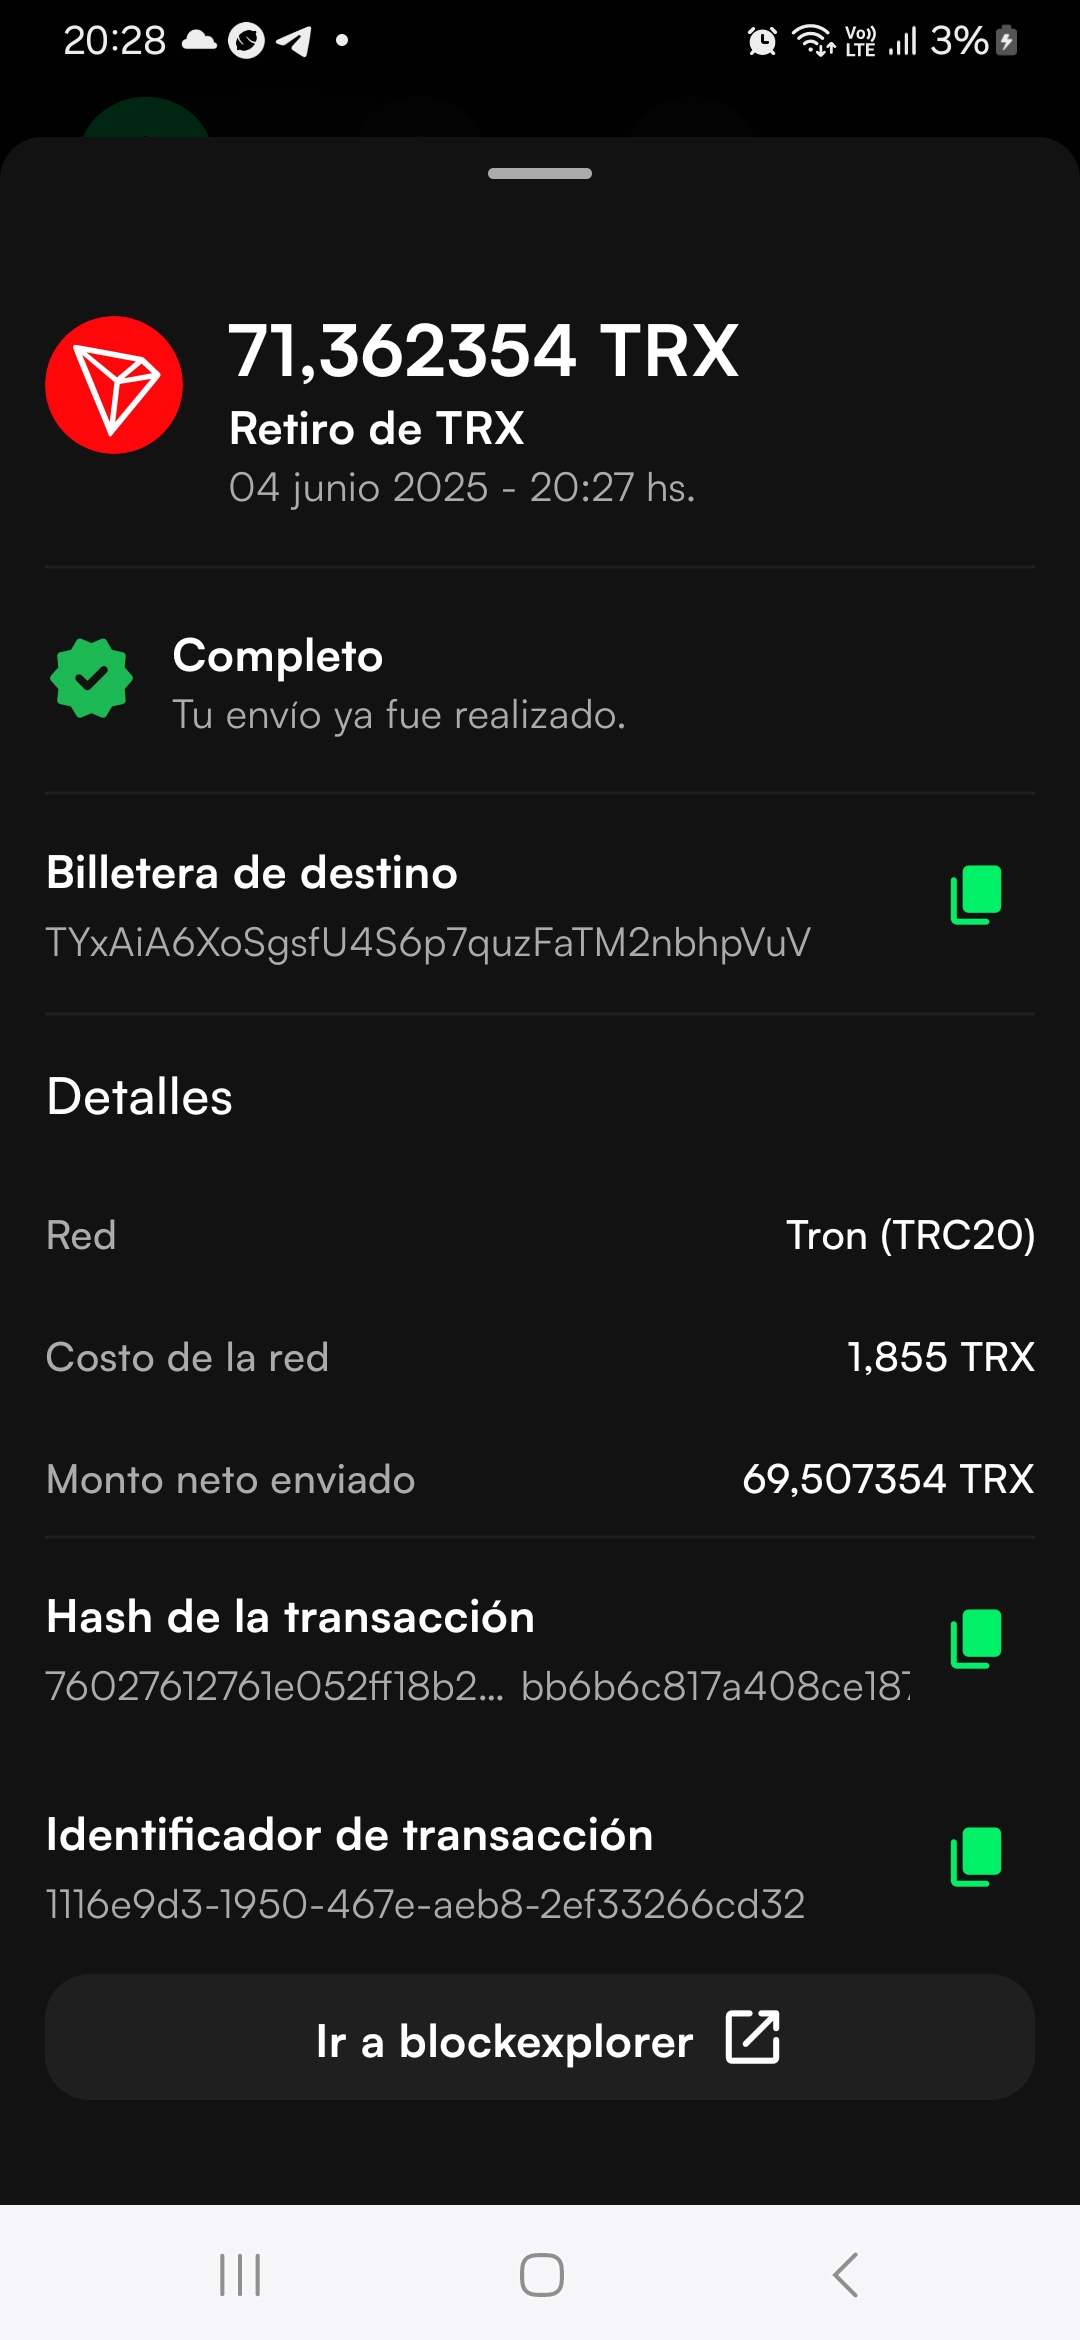 20:28
Vo)) LTE 3%
71,362354 TRX
Retiro de TRX
04 junio 2025 - 20:27 hs.
Completo
Tu envío ya fue realizado.
Billetera de destino
TYxAiA6XoSgsfU4S6p7quzFaTM2nbhpVuV
Detalles
Red Tron (TRC20)
Costo de la red 1,855 TRX
Monto neto enviado 69,507354 TRX
Hash de la transacción
76027612761e052ff18b2... bb6b6c817a408ce187
Identificador de transacción
1116e9d3-1950-467e-aeb8-2ef33266cd32
Ir a blockexplorer